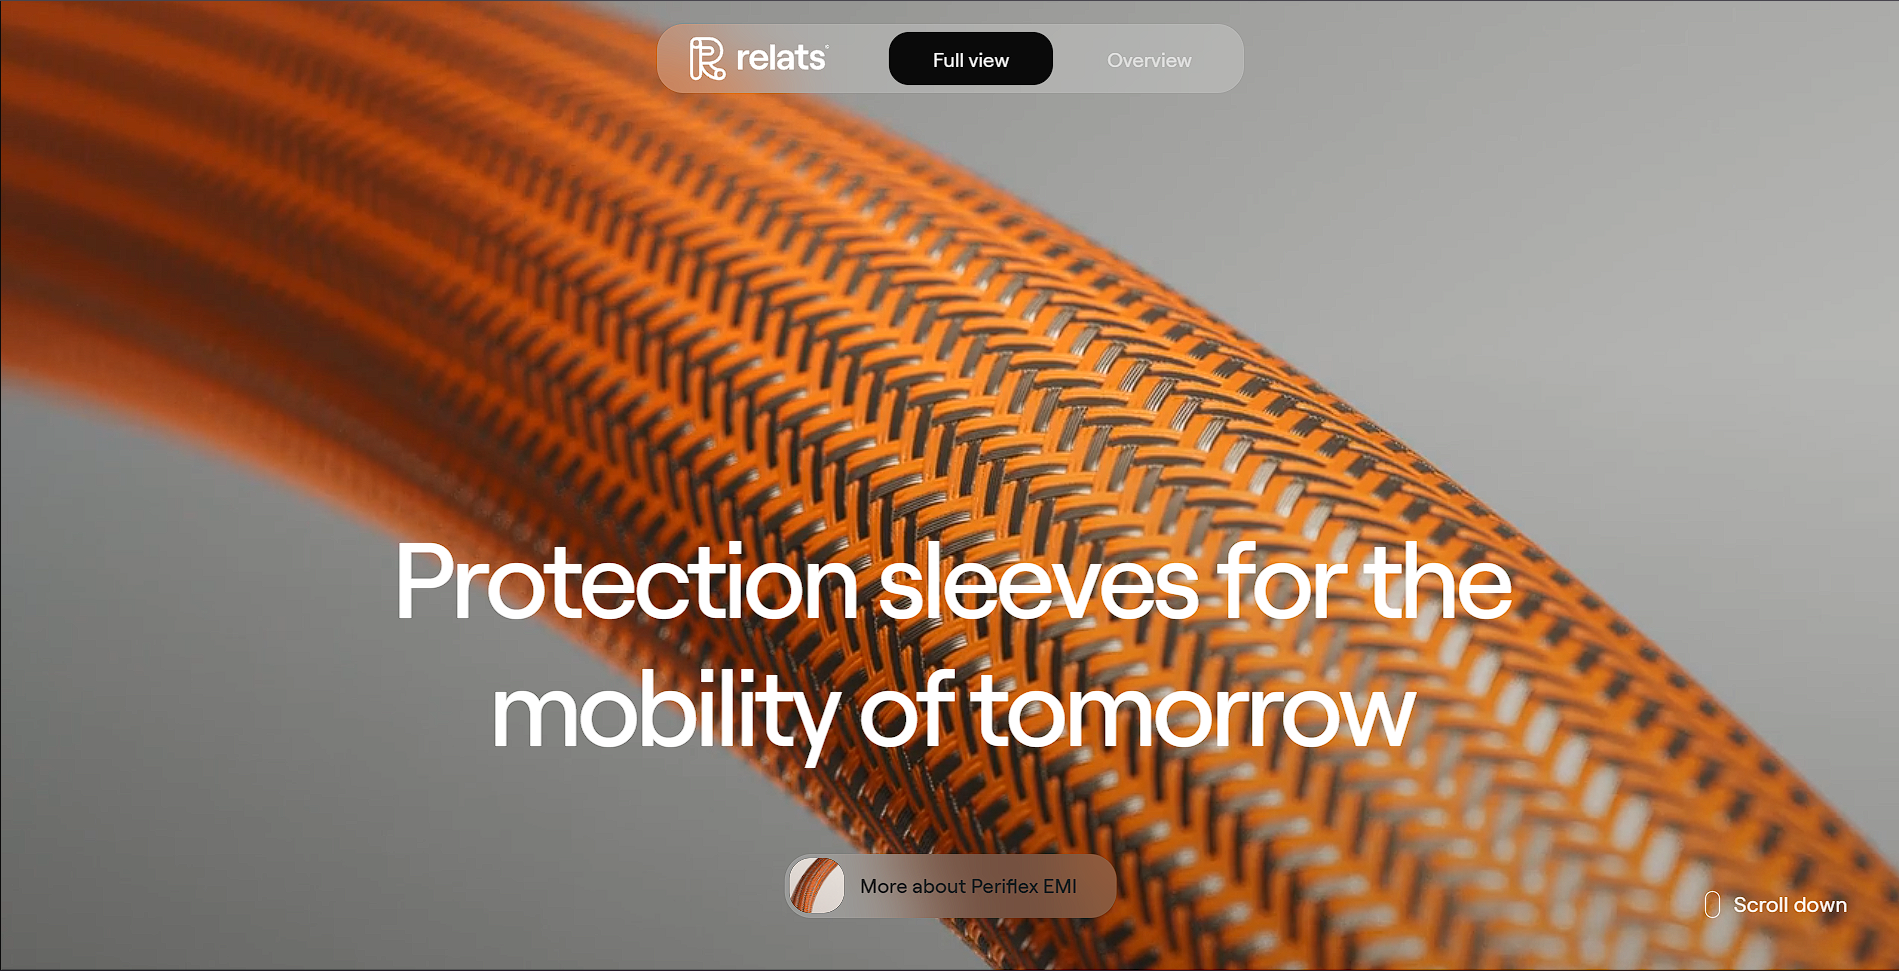 relats
Full view
Overview
Protection sleeves for the
mobility of tomorrow
More about Periflex EMI
Scroll down